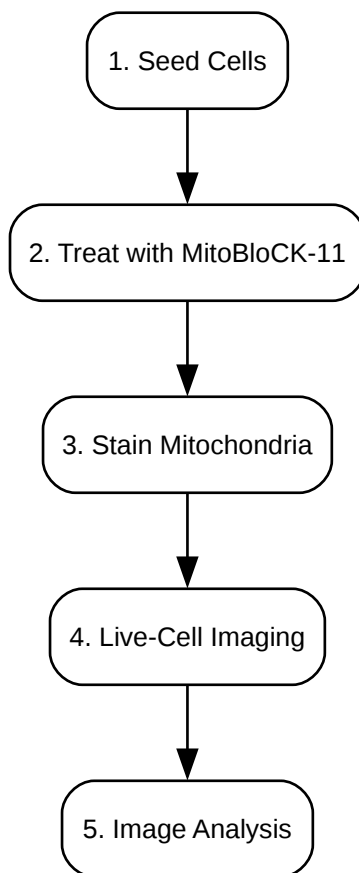 1. Seed Cells
2. Treat with MitoBloCK-11
3. Stain Mitochondria
4. Live-Cell Imaging
5. Image Analysis